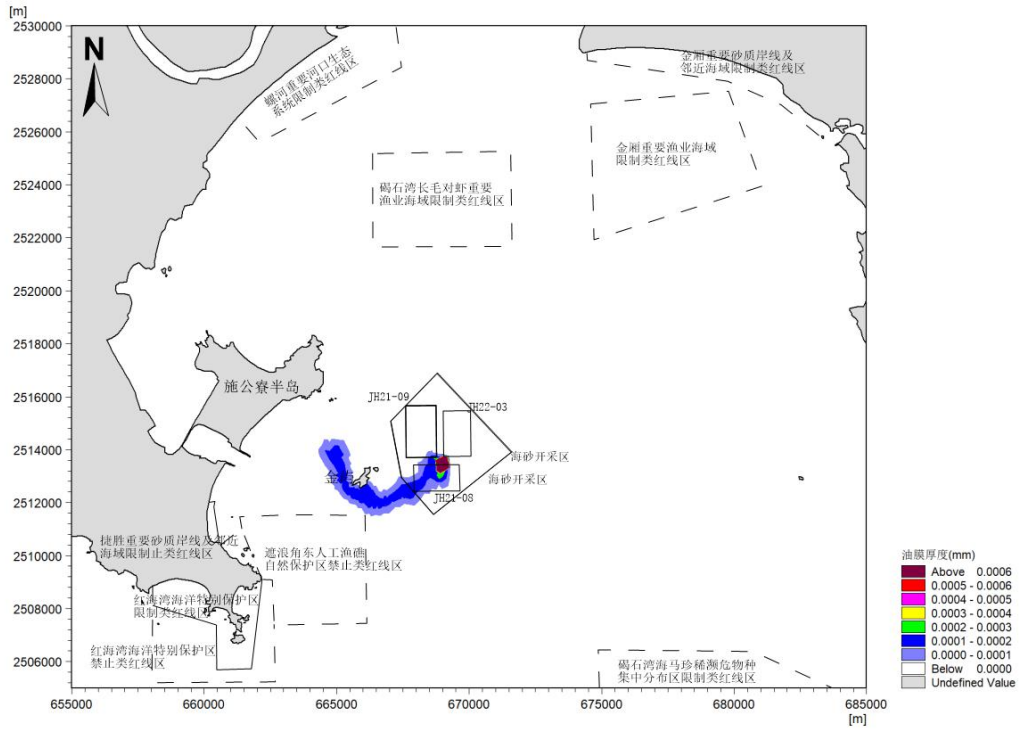 [m]
2530000
2528000
2526000
2524000
2522000
2520000
2518000
2516000
2514000
2512000
2510000
2508000
2506000
N
螺河重要河口生态
系统限制类红线区
金厢重要砂质岸线及
邻近海域限制类红线区
金厢重要渔业海域
限制类红线区
碣石湾长毛对虾重要
渔业海域限制类红线区
施公寮半岛
JH21-09
JH22-03
海砂开采区
海砂开采区
JH21-08
捷胜重要砂质岸线及邻近
海域限制止类红线区
遮浪角东人工渔礁
自然保护区禁止类红线区
红海湾海洋特别保护区
限制类红线区
红海湾海洋特别保护区
禁止类红线区
碣石湾海马珍稀濒危物种
集中分布区限制类红线区
655000
660000
665000
670000
675000
680000
685000
[m]
油膜厚度(mm)
Above 0.0006
0.0005 - 0.0006
0.0004 - 0.0005
0.0003 - 0.0004
0.0002 - 0.0003
0.0001 - 0.0002
0.0000 - 0.0001
Below 0.0000
Undefined Value